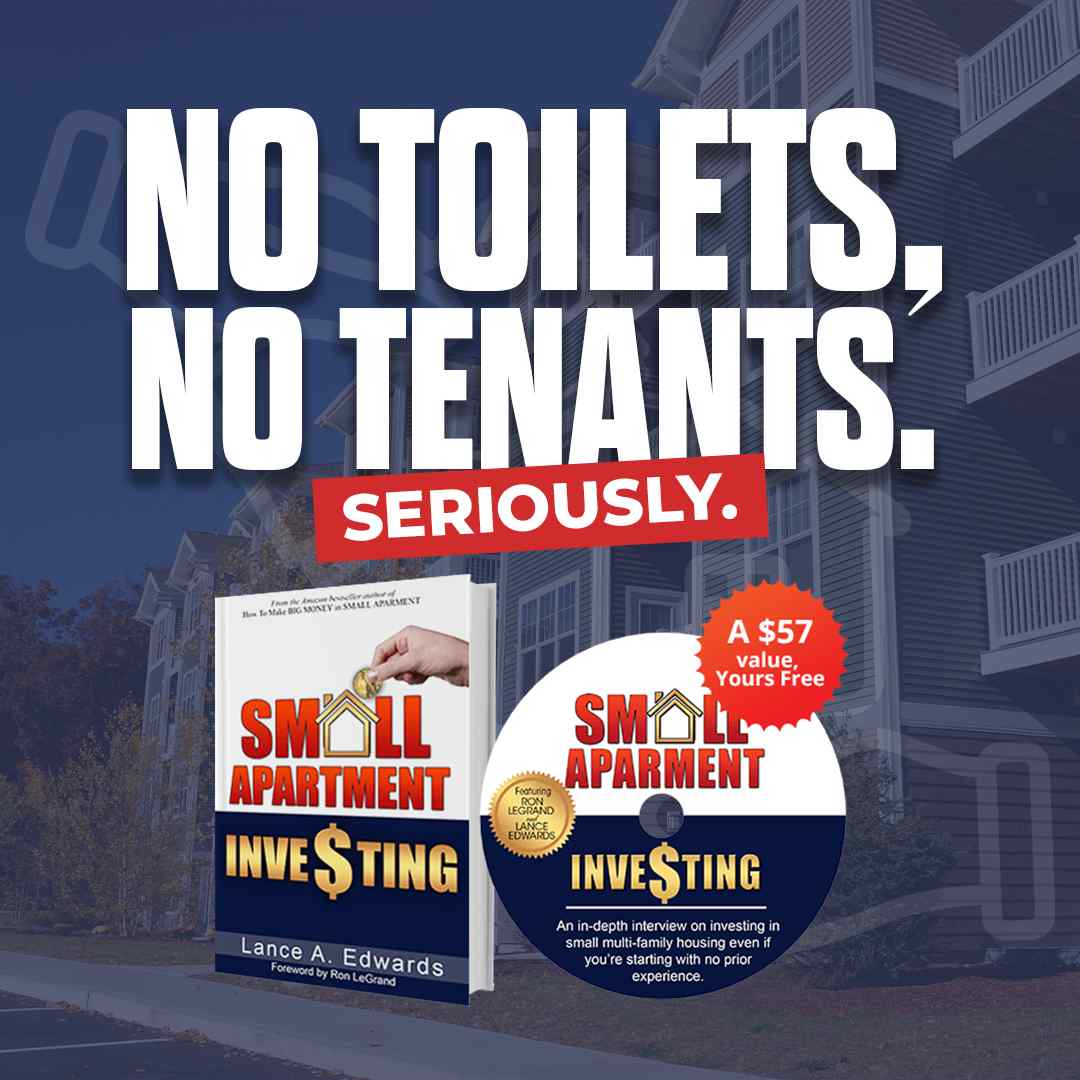 NO TOILETS,
NO TENANTS.
SERIOUSLY.
From the Amazon bestseller author of
How To Make BIG MONEY in SMALL APARMENT
SMALL
APARTMENT
INVE$TING
Lance A. Edwards
Foreword by Ron LeGrand
A $57
value,
Yours Free
SMALL
APARMENT
Featuring
RON
LEGRAND
and
LANCE
EDWARDS
INVE$TING
An in-depth interview on investing in
small multi-family housing even if
you're starting with no prior
experience.